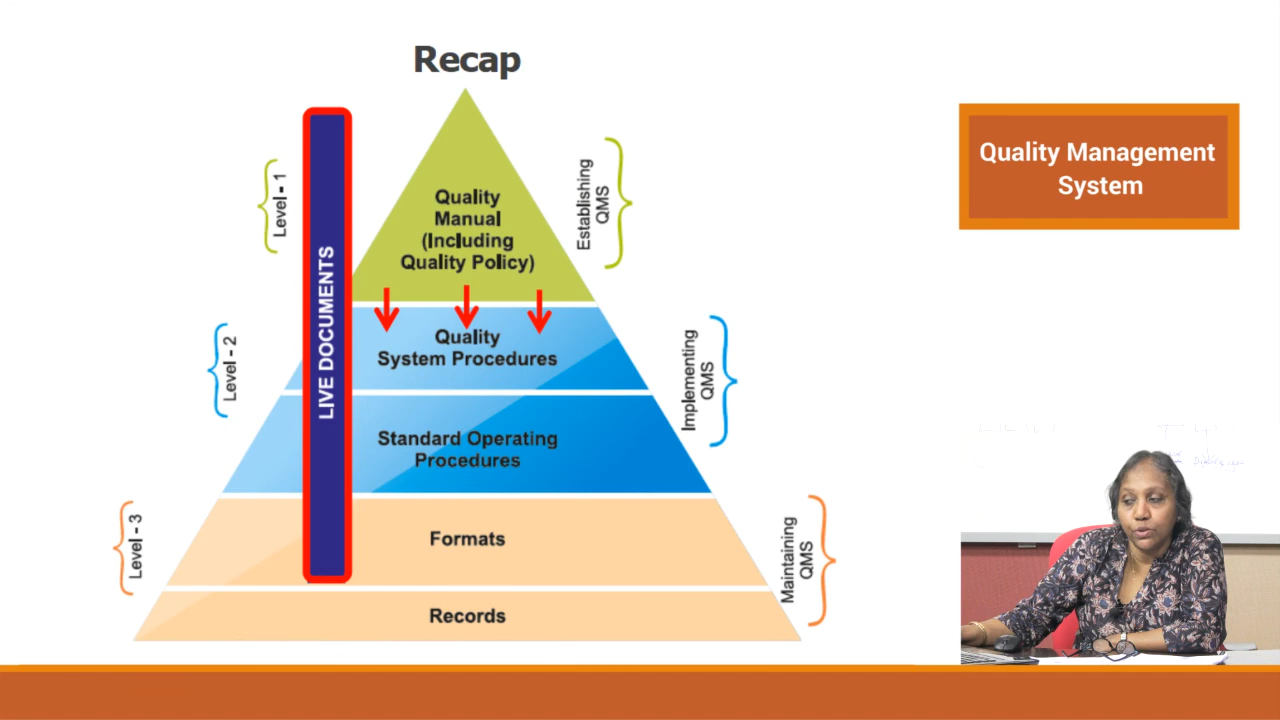 Recap
Quality Management
System
Level - 1
LIVE DOCUMENTS
Quality
Manual
(Including
Quality Policy)
Establishing
QMS
Level - 2
Quality
System Procedures
Implementing
QMS
Standard Operating
Procedures
Level - 3
Formats
Maintaining
QMS
Records